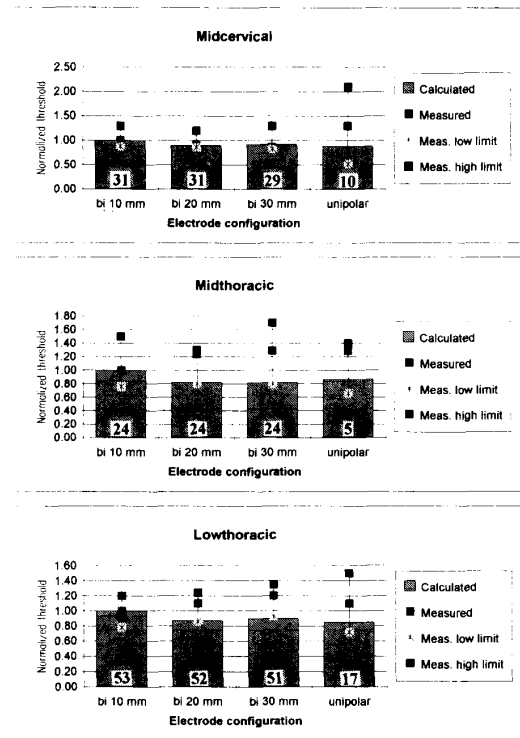 Midcervical
Normalized threshold
2.50
2.00
1.50
1.00
0.50
0.00
31
31
29
10
bi 10 mm
bi 20 mm
bi 30 mm
unipolar
Electrode configuration
Calculated
Measured
Meas. low limit
Meas. high limit
Midthoracic
Normalized threshold
1.80
1.60
1.40
1.20
1.00
0.80
0.60
0.40
0.20
0.00
24
24
24
5
bi 10 mm
bi 20 mm
bi 30 mm
unipolar
Electrode configuration
Calculated
Measured
Meas. low limit
Meas. high limit
Lowthoracic
Normalized threshold
1.60
1.40
1.20
1.00
0.80
0.60
0.40
0.20
0.00
53
52
51
17
bi 10 mm
bi 20 mm
bi 30 mm
unipolar
Electrode configuration
Calculated
Measured
Meas. low limit
Meas. high limit